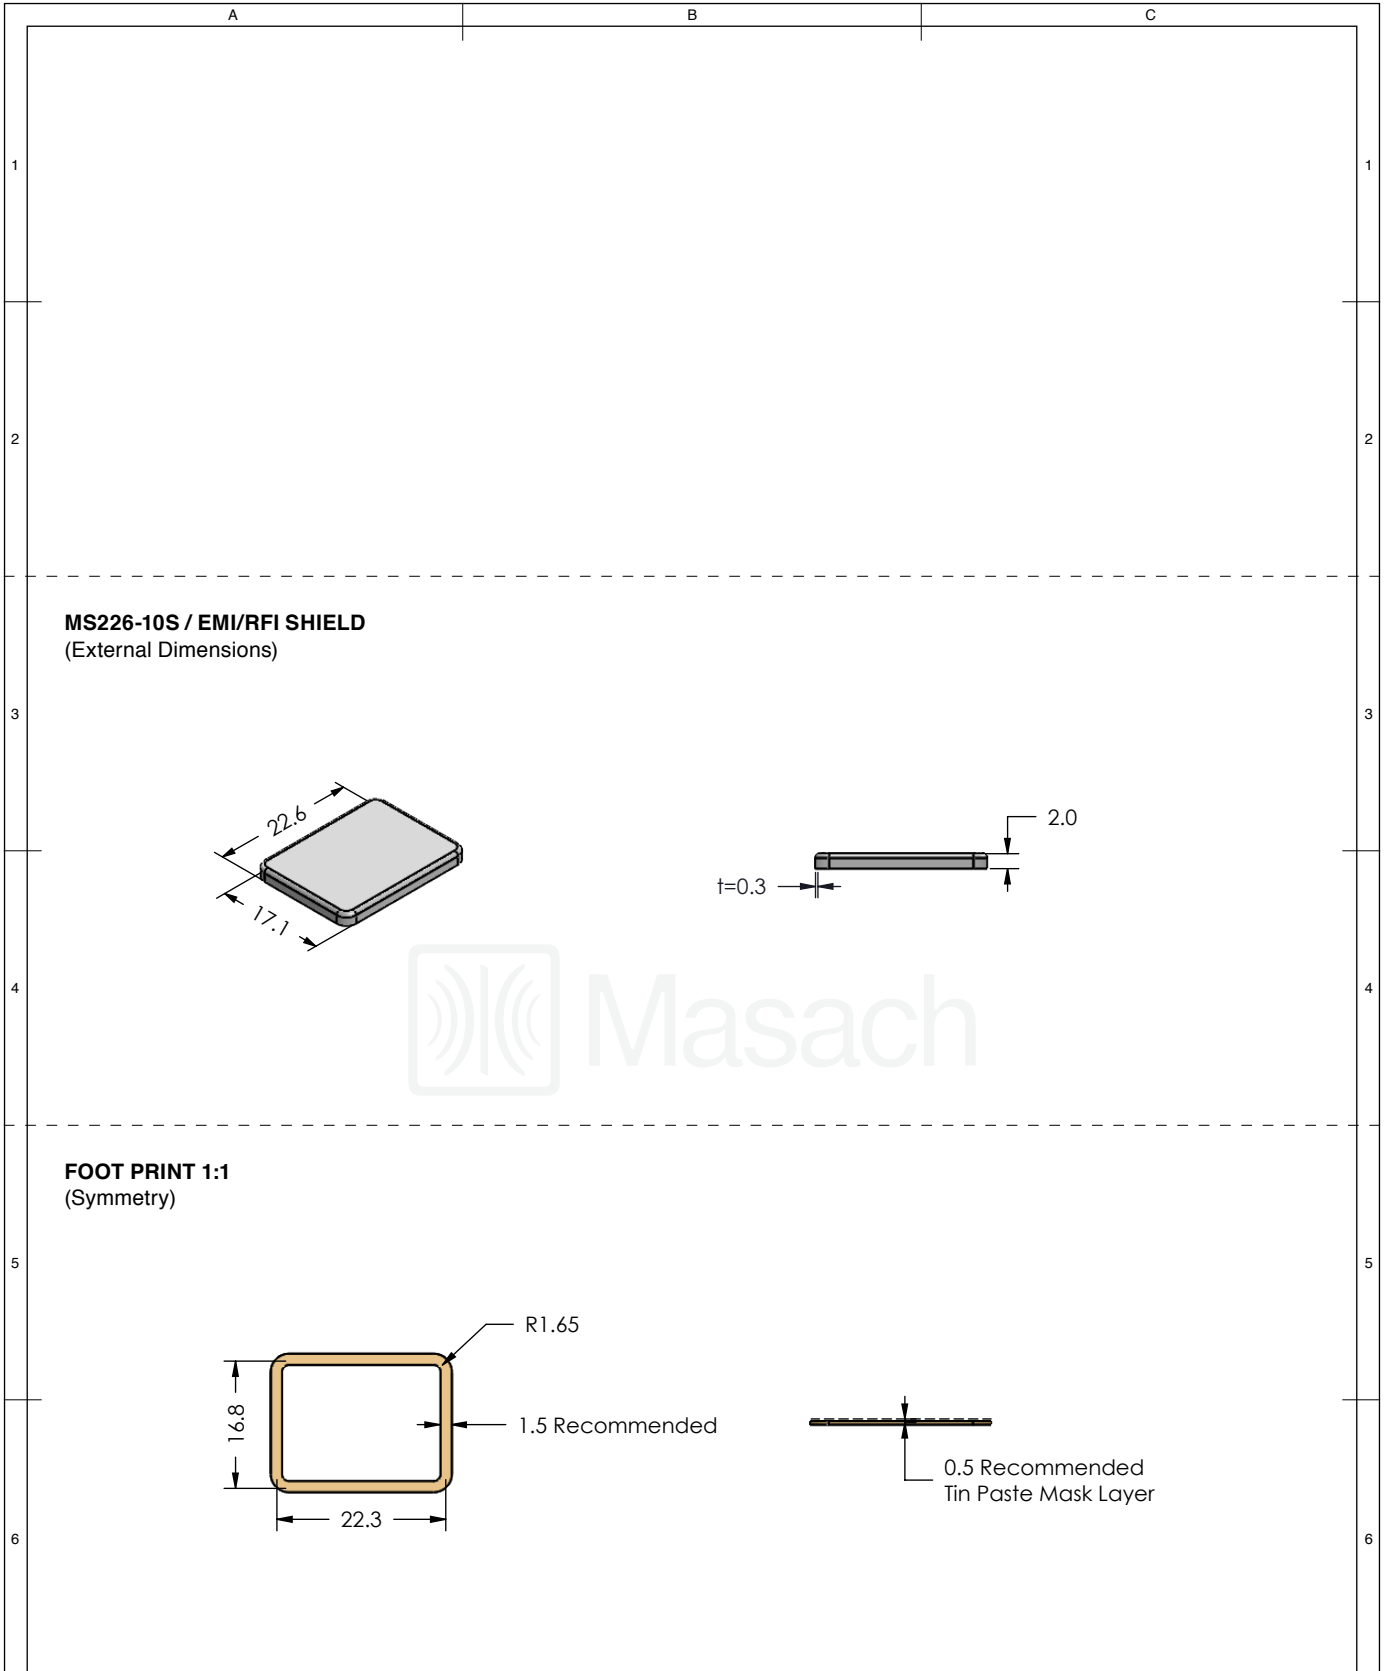 A
B
C
1
1
2
2
MS226-10S / EMI/RFI SHIELD
(External Dimensions)
3
3
22.6
17.1
2.0
t=0.3
4
4
Masach
FOOT PRINT 1:1
(Symmetry)
5
5
R1.65
16.8
1.5 Recommended
22.3
0.5 Recommended
Tin Paste Mask Layer
6
6